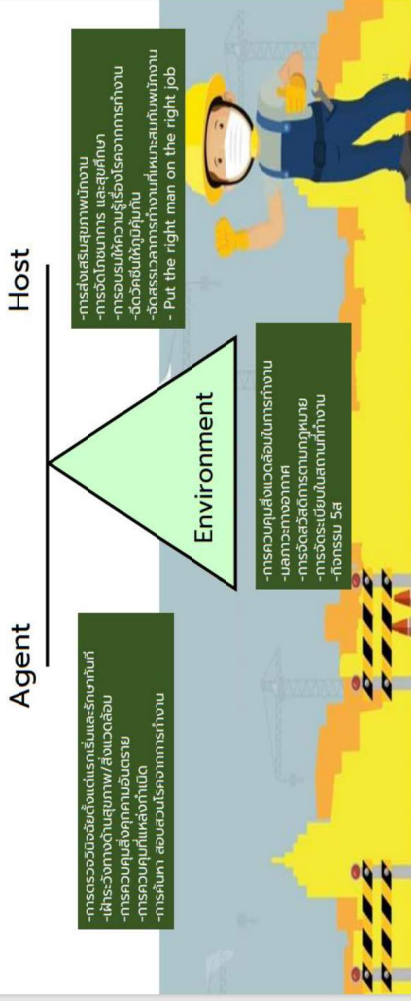 Agent
Host
-การตรวจวินิจฉัยตั้งแต่แรกเริ่มและรักษาทันที
-เฝ้าระวังทางด้านสุขภาพ/สิ่งแวดล้อม
-การควบคุมสิ่งคุกคามอันตราย
-การควบคุมที่แหล่งกำเนิด
-การค้นหา สอบสวนโรคจากการทำงาน
-การส่งเสริมสุขภาพพนักงาน
-การจัดโภชนาการ และสุขศึกษา
-การอบรมให้ความรู้เรื่องโรคจากการทำงาน
-ฉีดวัคซีนให้ภูมิคุ้มกัน
-จัดสรรเวลาการทำงานที่เหมาะสมกับพนักงาน
- Put the right man on the right job
Environment
-การควบคุมสิ่งแวดล้อมในการทำงาน
-มลภาวะทางอากาศ
-การจัดสวัสดิการตามกฎหมาย
-การจัดระเบียบในสถานที่ทำงาน
-กิจกรรม 5ส